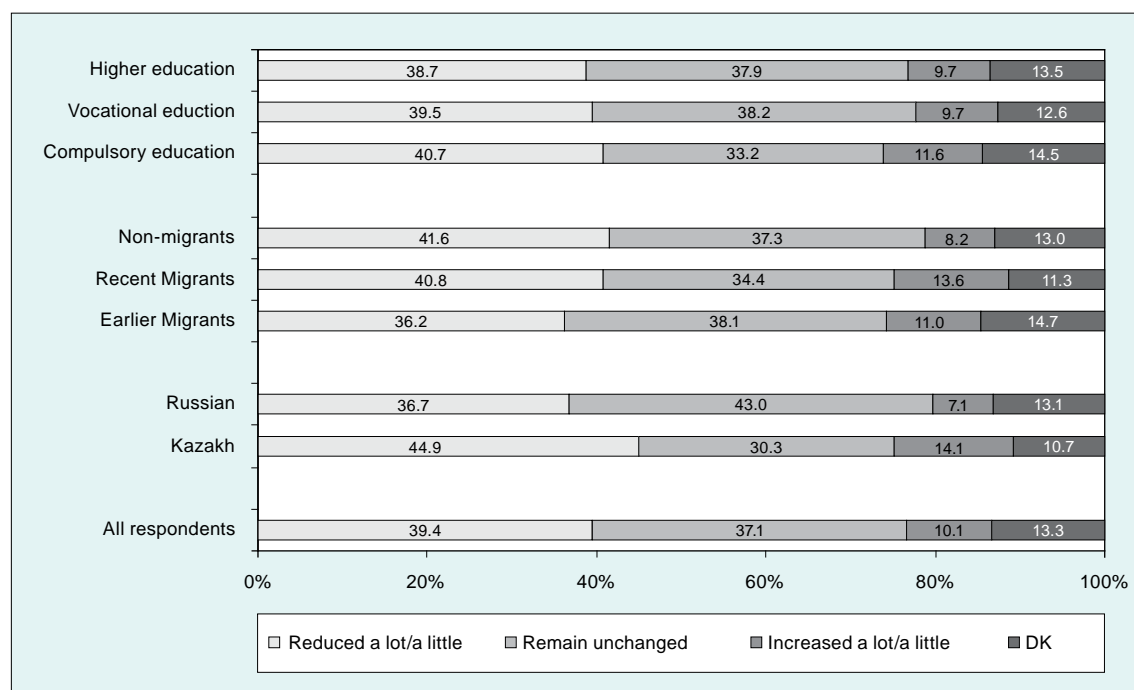 Higher education 38.7 37.9 9.7 13.5
Vocational eduction 39.5 38.2 9.7 12.6
Compulsory education 40.7 33.2 11.6 14.5
Non-migrants 41.6 37.3 8.2 13.0
Recent Migrants 40.8 34.4 13.6 11.3
Earlier Migrants 36.2 38.1 11.0 14.7
Russian 36.7 43.0 7.1 13.1
Kazakh 44.9 30.3 14.1 10.7
All respondents 39.4 37.1 10.1 13.3
0% 20% 40% 60% 80% 100%
Reduced a lot/a little Remain unchanged Increased a lot/a little DK